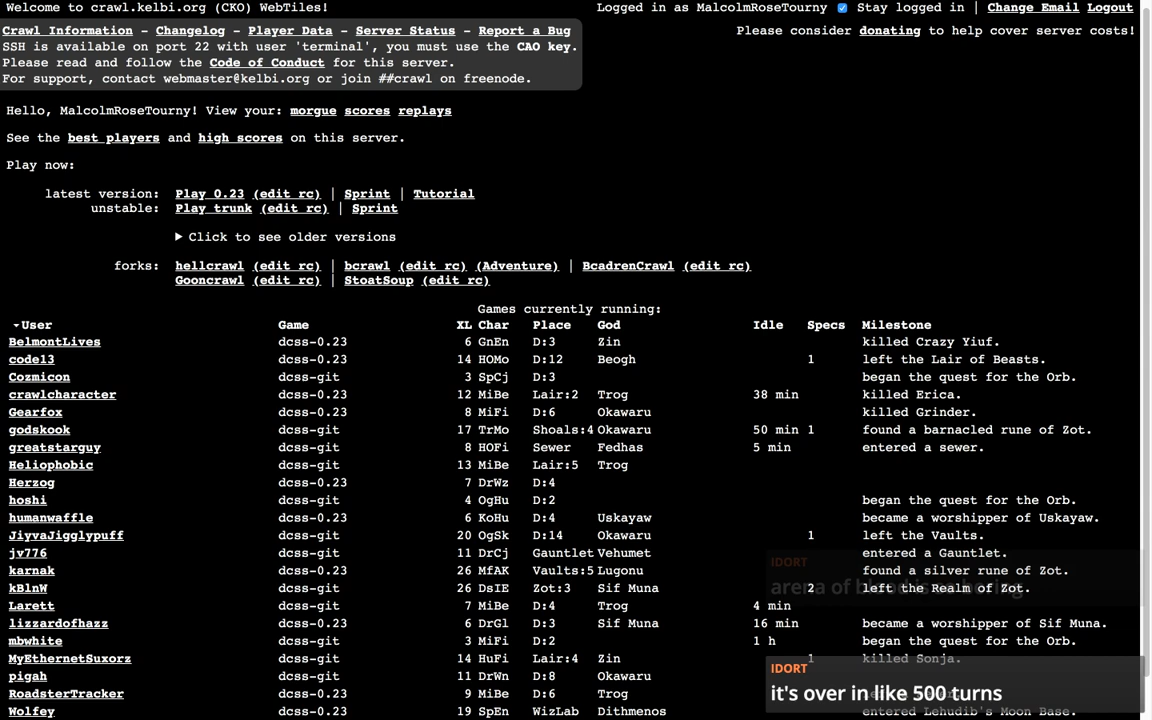 Welcome to crawl.kelbi.org (CKO) WebTiles!
Logged in as MalcolmRoseTourny Stay logged in | Change Email Logout
Crawl Information - Changelog - Player Data - Server Status - Report a Bug
Please consider donating to help cover server costs!
SSH is available on port 22 with user 'terminal', you must use the CAO key.
Please read and follow the Code of Conduct for this server.
For support, contact webmaster@kelbi.org or join ##crawl on freenode.
Hello, MalcolmRoseTourny! View your: morgue scores replays
See the best players and high scores on this server.
Play now:
latest version: Play 0.23 (edit rc) | Sprint | Tutorial
unstable: Play trunk (edit rc) | Sprint
▶ Click to see older versions
forks: hellcrawl (edit rc) | bcrawl (edit rc) (Adventure) | BcadrenCrawl (edit rc)
Gooncrawl (edit rc) | StoatSoup (edit rc)
Games currently running:
User Game XL Char Place God Idle Specs Milestone
BelmontLives dcss-0.23 6 GnEn D:3 Zin killed Crazy Yiuf.
code13 dcss-0.23 14 HOMo D:12 Beogh 1 left the Lair of Beasts.
Cozmicon dcss-git 3 SpCj D:3 began the quest for the Orb.
crawlcharacter dcss-0.23 12 MiBe Lair:2 Trog 38 min killed Erica.
Gearfox dcss-0.23 8 MiFi D:6 Okawaru killed Grinder.
godskook dcss-git 17 TrMo Shoals:4 Okawaru 50 min 1 found a barnacled rune of Zot.
greatstarguy dcss-git 8 HOFi Sewer Fedhas 5 min entered a sewer.
Heliophobic dcss-git 13 MiBe Lair:5 Trog
Herzog dcss-git 7 DrWz D:4
hoshi dcss-git 4 OgHu D:2 began the quest for the Orb.
humanwaffle dcss-0.23 6 KoHu D:4 Uskayaw became a worshipper of Uskayaw.
JiyvaJigglypuff dcss-git 20 OgSk D:14 Okawaru 1 left the Vaults.
jv776 dcss-git 11 DrCj Gauntlet Vehumet entered a Gauntlet.
karnak dcss-0.23 26 MfAK Vaults:5 Lugonu found a silver rune of Zot.
kBlnW dcss-git 26 DsIE Zot:3 Sif Muna 2 left the Realm of Zot.
Larett dcss-git 7 MiBe D:4 Trog 4 min
lizzardofhazz dcss-0.23 6 DrGl D:3 Sif Muna 16 min became a worshipper of Sif Muna.
mbwhite dcss-0.23 3 MiFi D:2 1 h began the quest for the Orb.
MyEthernetSuxorz dcss-git 14 HuFi Lair:4 Zin 1 killed Sonja.
pigah dcss-git 11 DrWn D:8 Okawaru
RoadsterTracker dcss-0.23 9 MiBe D:6 Trog
Wolfey dcss-0.23 19 SpEn WizLab Dithmenos entered Lehudib's Moon Base.
IDORT
arena of blood is so boring
IDORT
it's over in like 500 turns